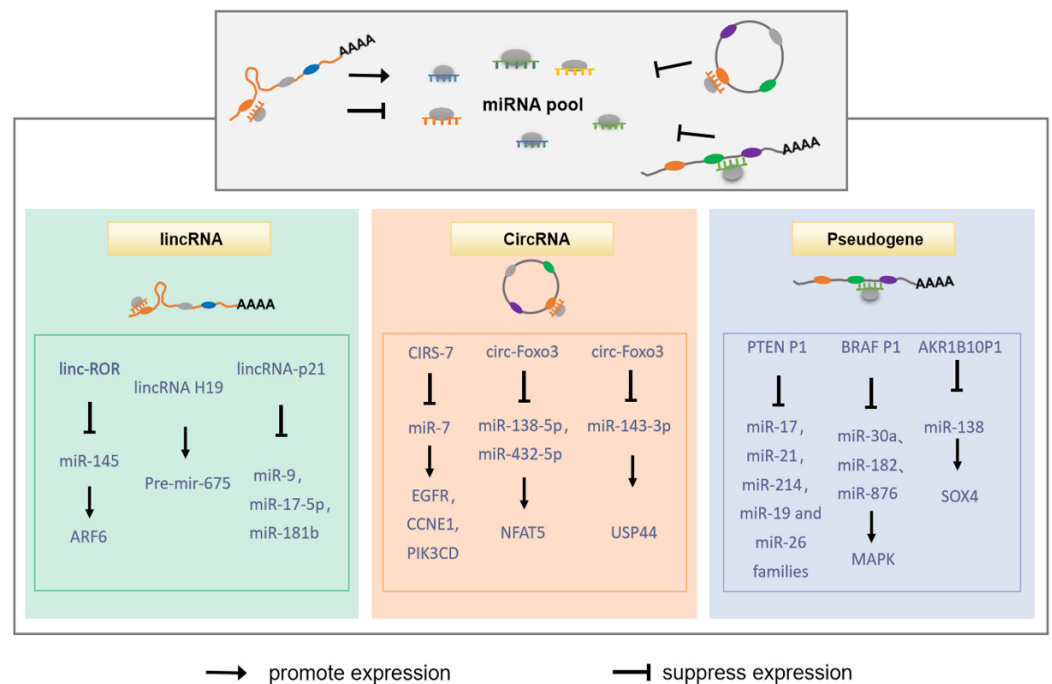 AAAA
miRNA pool
AAAA
lincRNA
AAAA
linc-ROR
lincRNA H19
lincRNA-p21
miR-145
Pre-mir-675
miR-9，
miR-17-5p，
miR-181b
ARF6
CircRNA
CIRS-7
circ-Foxo3
circ-Foxo3
miR-7
miR-138-5p，
miR-432-5p
miR-143-3p
EGFR，
CCNE1，
PIK3CD
NFAT5
USP44
Pseudogene
AAAA
PTEN P1
BRAF P1
AKR1B10P1
miR-17，
miR-21，
miR-214，
miR-19 and
miR-26
families
miR-30a、
miR-182、
miR-876
MAPK
miR-138
SOX4
promote expression
suppress expression